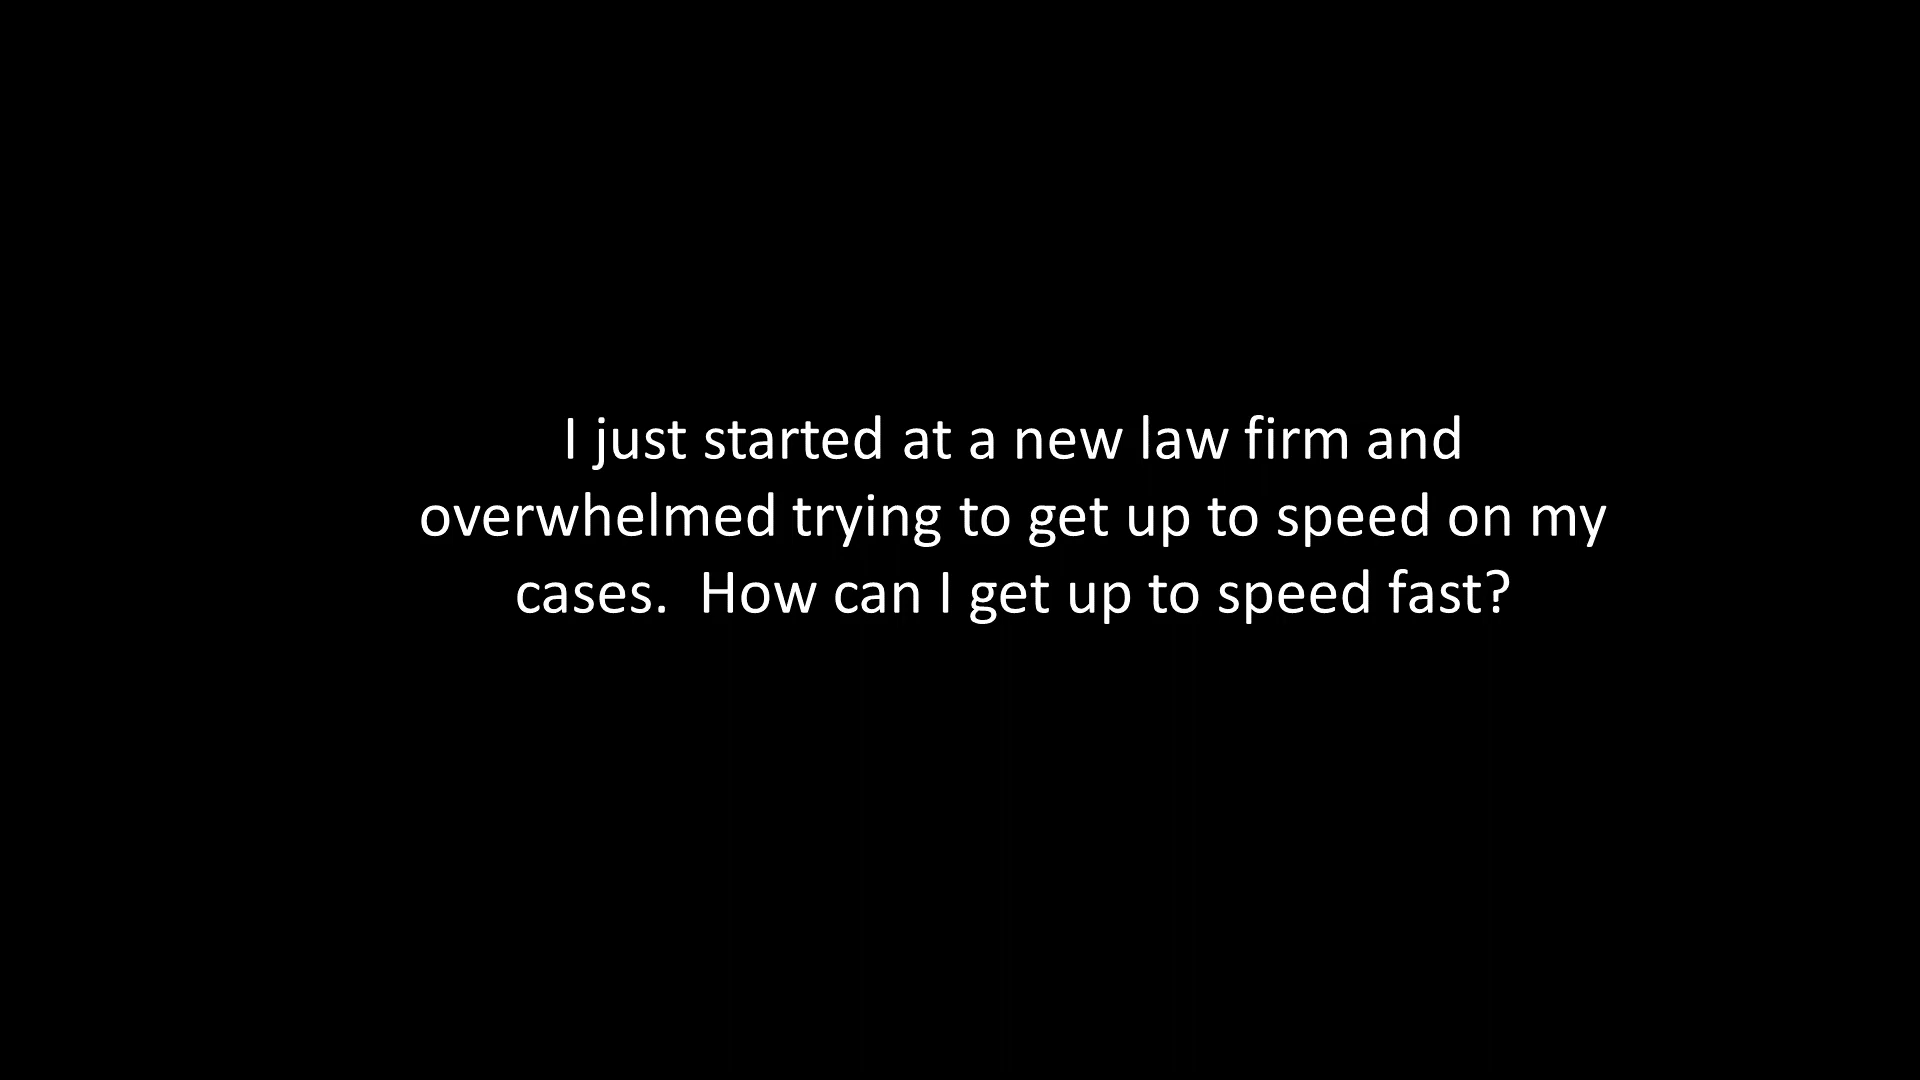 I just started at a new law firm and
overwhelmed trying to get up to speed on my
cases.  How can I get up to speed fast?